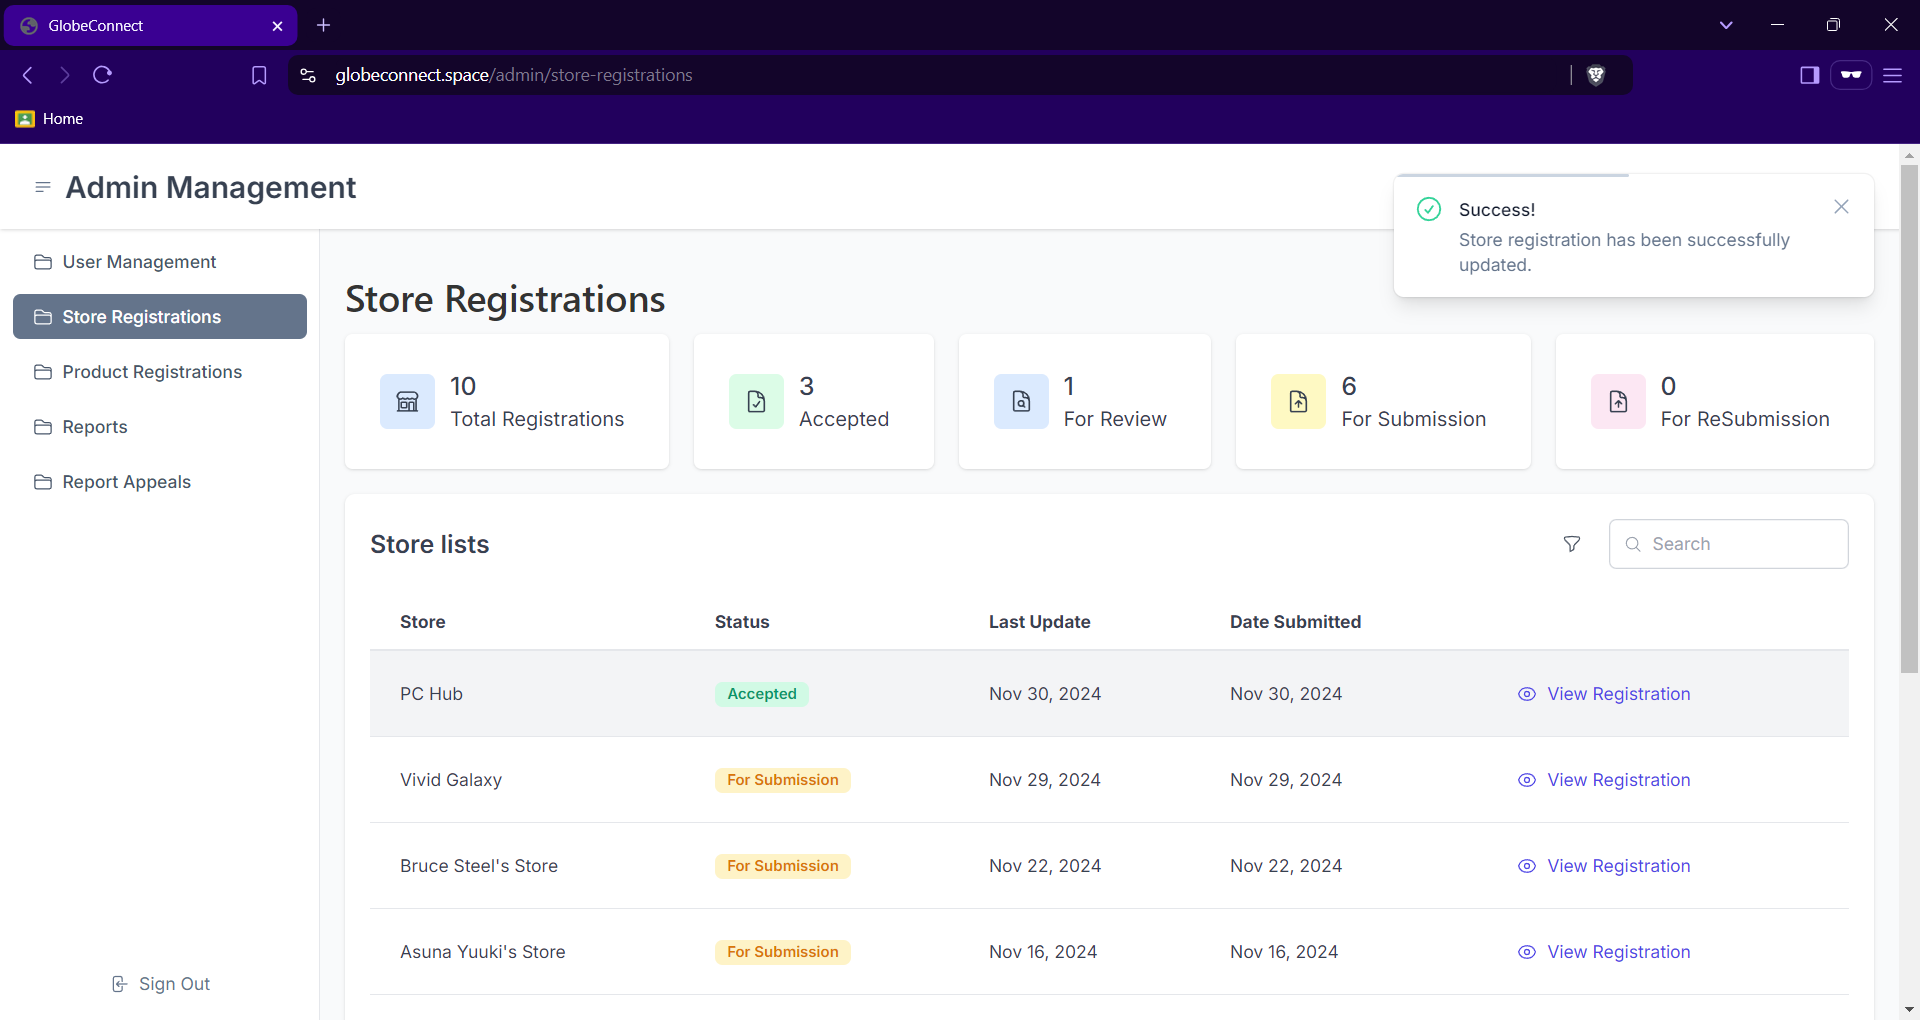 GlobeConnect
globeconnect.space/admin/store-registrations
Home
Admin Management
Success!
Store registration has been successfully
updated.
User Management
Store Registrations
Product Registrations
Reports
Report Appeals
Sign Out
Store Registrations
10
Total Registrations
3
Accepted
1
For Review
6
For Submission
0
For ReSubmission
Store lists
Search
Store Status Last Update Date Submitted
PC Hub Accepted Nov 30, 2024 Nov 30, 2024 View Registration
Vivid Galaxy For Submission Nov 29, 2024 Nov 29, 2024 View Registration
Bruce Steel's Store For Submission Nov 22, 2024 Nov 22, 2024 View Registration
Asuna Yuuki's Store For Submission Nov 16, 2024 Nov 16, 2024 View Registration